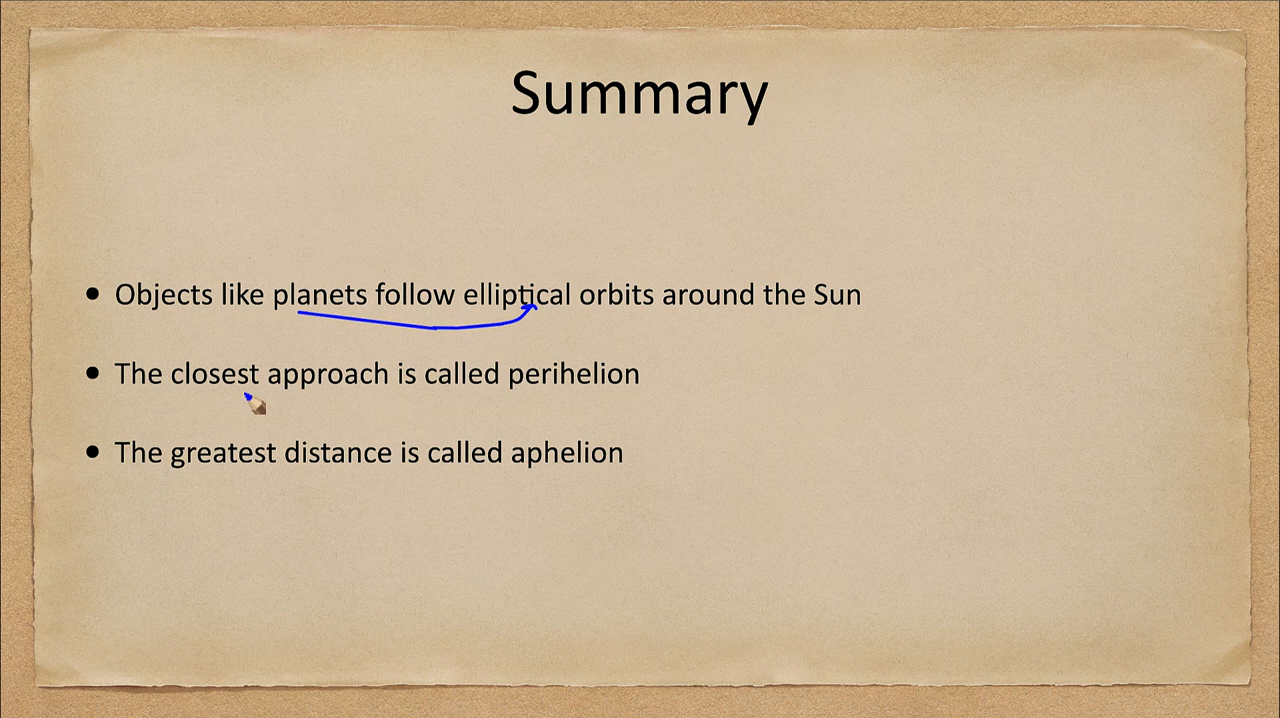 Summary
• Objects like planets follow elliptical orbits around the Sun
• The closest approach is called perihelion
• The greatest distance is called aphelion